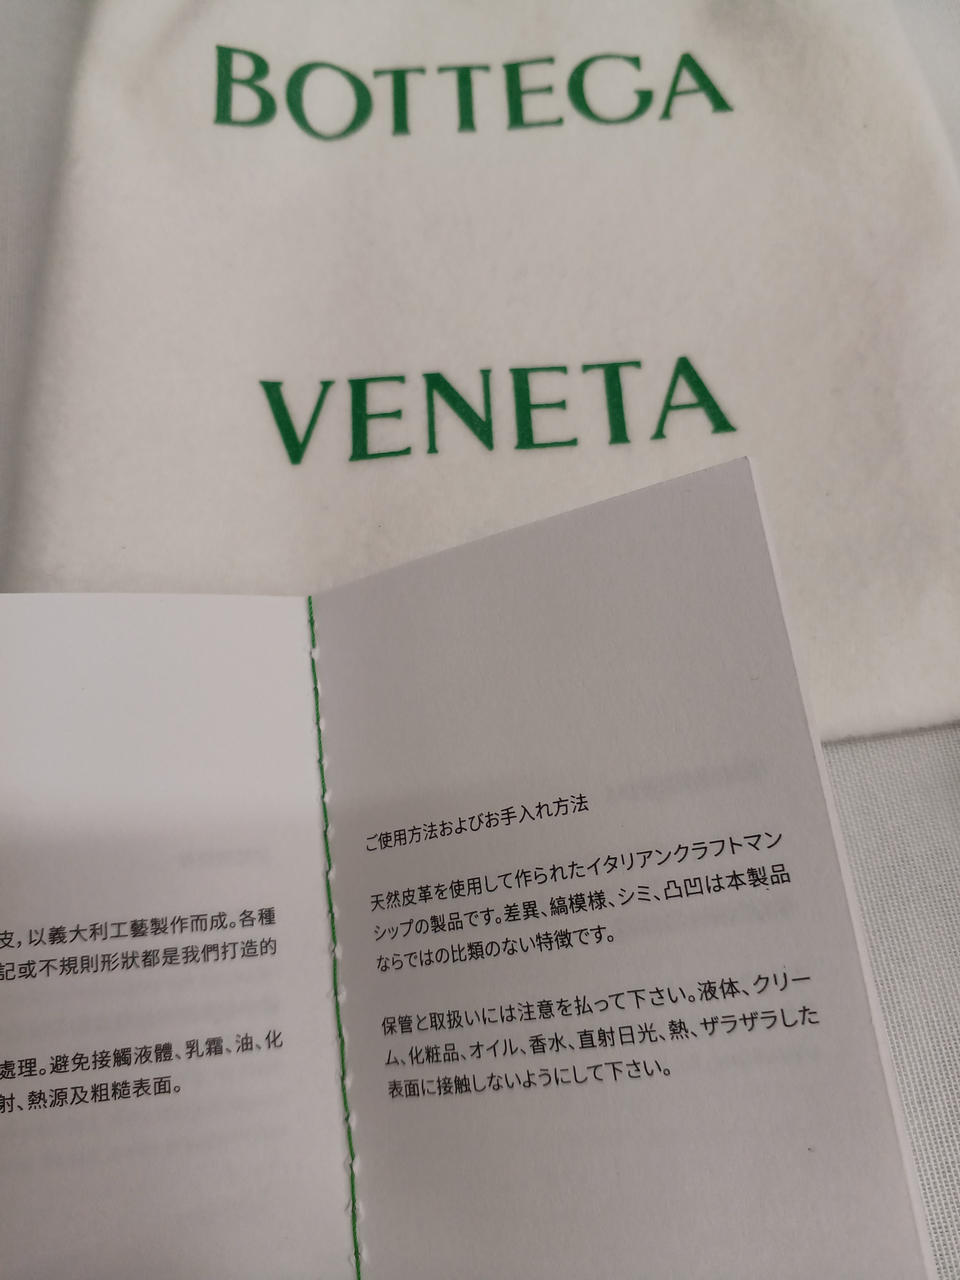 BOTTEGA
VENETA
皮，以義大利工藝製作而成。各種
記或不規則形狀都是我們打造的
處理。避免接觸液體、乳霜、油、化
射、熱源及粗糙表面。
ご使用方法およびお手入れ方法
天然皮革を使用して作られたイタリアンクラフトマン
シップの製品です。差異、縞模様、シミ、凸凹は本製品
ならではの比類のない特徴です。
保管と取扱いには注意を払って下さい。液体、クリー
ム、化粧品、オイル、香水、直射日光、熱、ザラザラした
表面に接触しないようにして下さい。